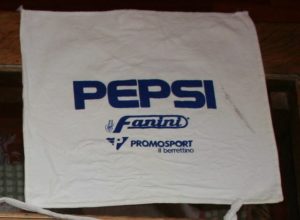 PEPSI
Fanini
PROMOSPORT
il berrettino